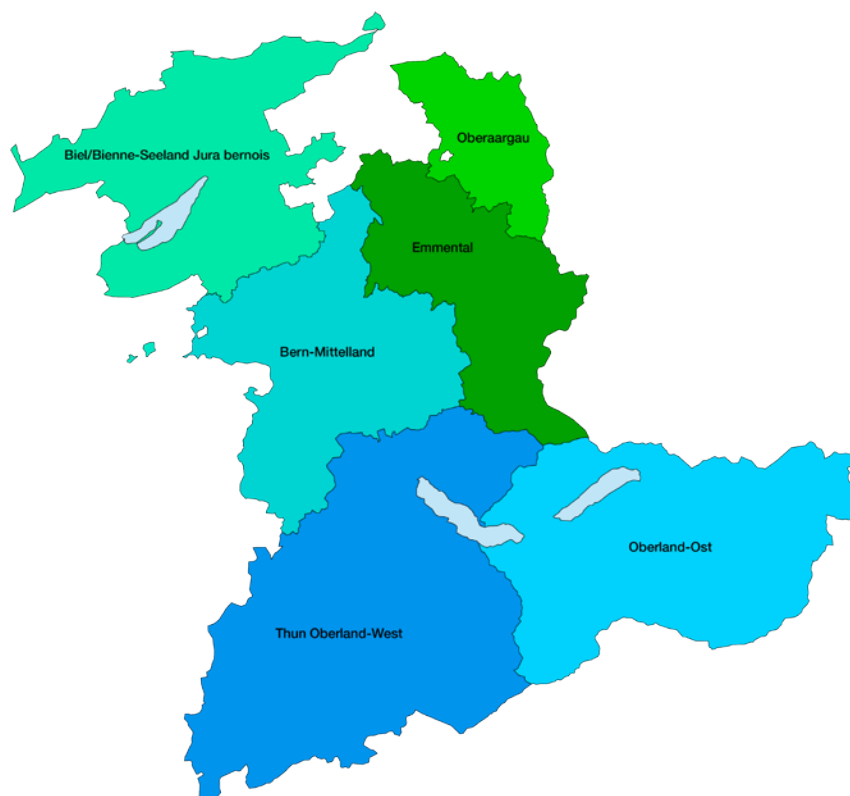 Oberaargau
Biel/Bienne-Seeland Jura bernois
Emmental
Bern-Mittelland
Oberland-Ost
Thun Oberland-West